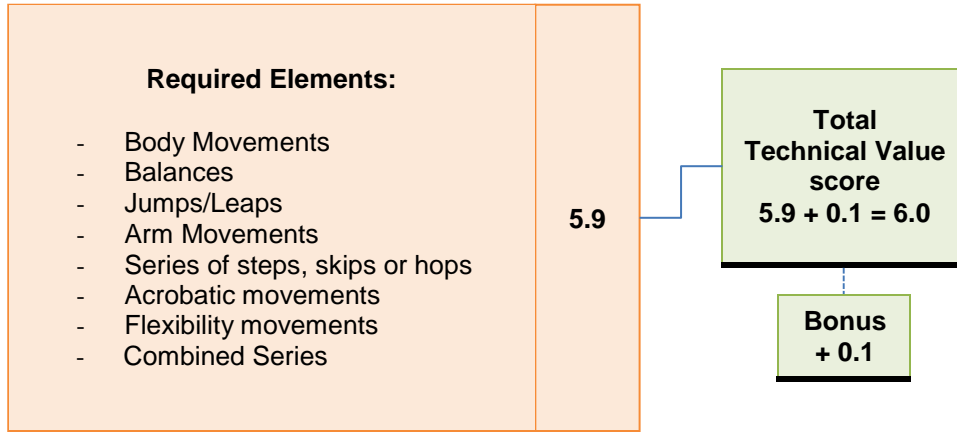 Required Elements:
- Body Movements
- Balances
- Jumps/Leaps
- Arm Movements
- Series of steps, skips or hops
- Acrobatic movements
- Flexibility movements
- Combined Series
5.9
Total
Technical Value
score
5.9 + 0.1 = 6.0
Bonus
+ 0.1